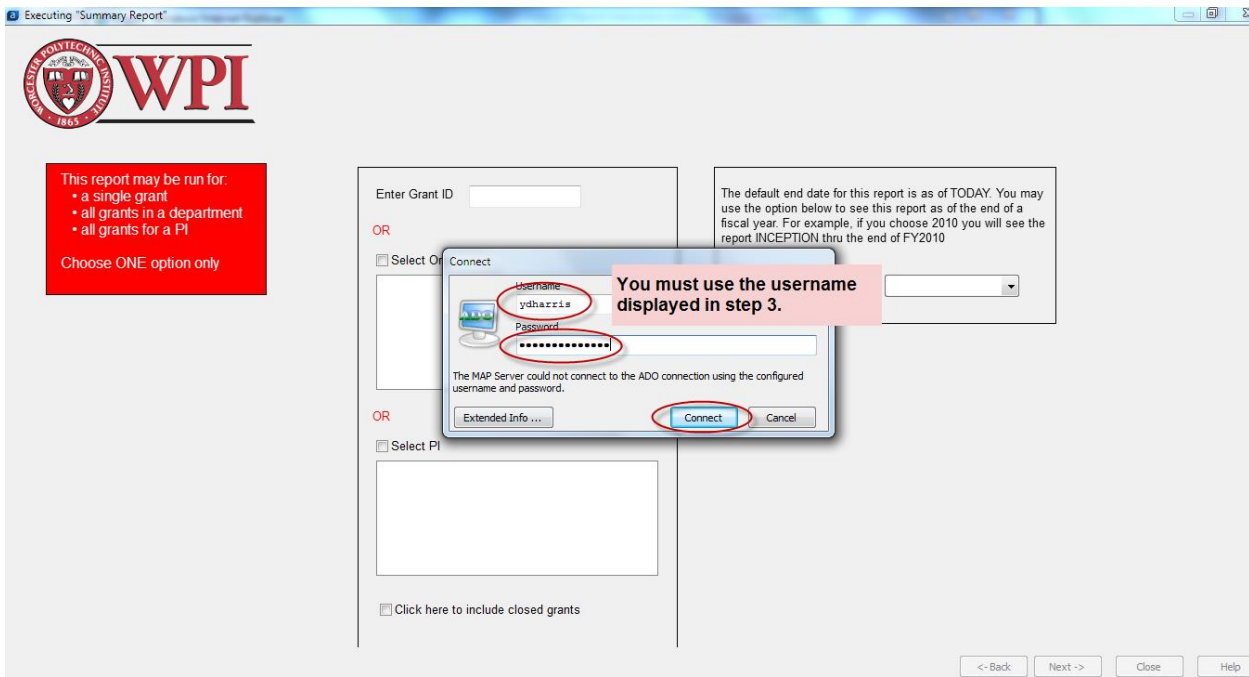 Executing "Summary Report"
WORCESTER POLYTECHNIC INSTITUTE
1865
WPI
This report may be run for:
• a single grant
• all grants in a department
• all grants for a PI
Choose ONE option only
Enter Grant ID
OR
Select Or
OR
Select PI
Click here to include closed grants
The default end date for this report is as of TODAY. You may
use the option below to see this report as of the end of a
fiscal year. For example, if you choose 2010 you will see the
report INCEPTION thru the end of FY2010
Connect
Username
ydharris
Password
••••••••••••••
The MAP Server could not connect to the ADO connection using the configured
username and password.
Extended Info ...
Connect
Cancel
ADO
You must use the username
displayed in step 3.
<- Back
Next ->
Close
Help